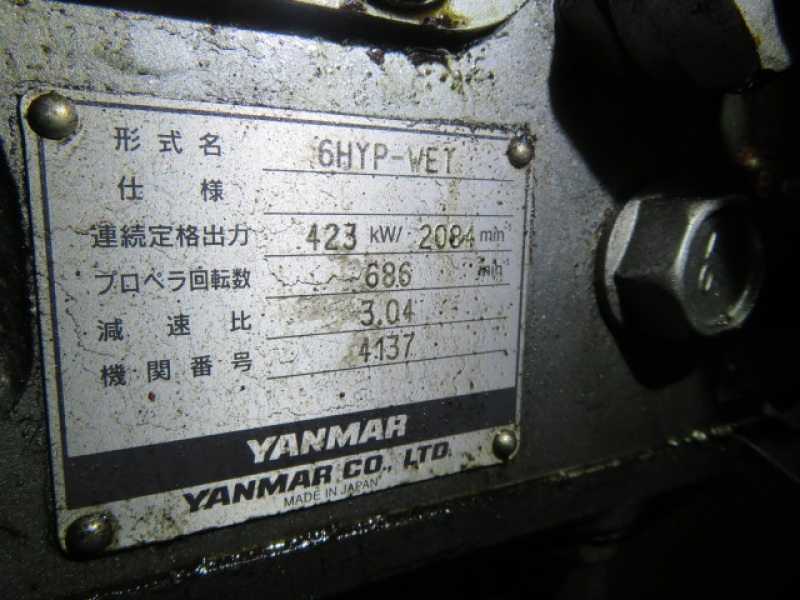 形式名 6HYP-WET
仕様
連続定格出力 423 kW/ 2084 min⁻¹
プロペラ回転数 686 min⁻¹
減速比 3.04
機関番号 4137
YANMAR
YANMAR CO., LTD.
MADE IN JAPAN